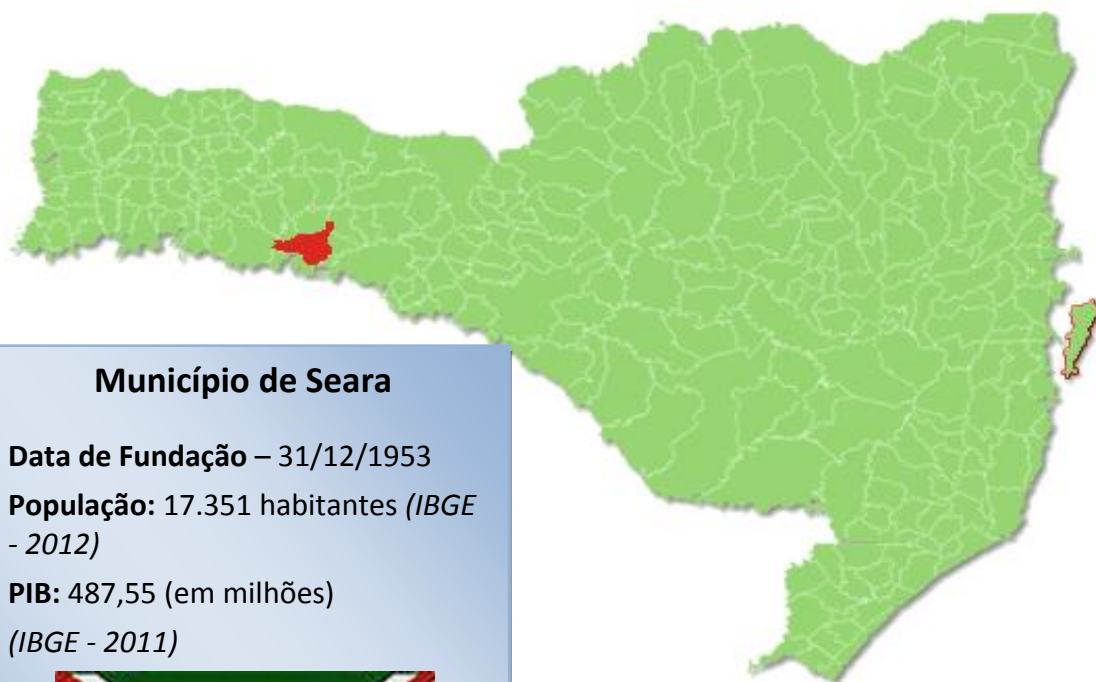 Município de Seara
Data de Fundação – 31/12/1953
População: 17.351 habitantes (IBGE
- 2012)
PIB: 487,55 (em milhões)
(IBGE - 2011)